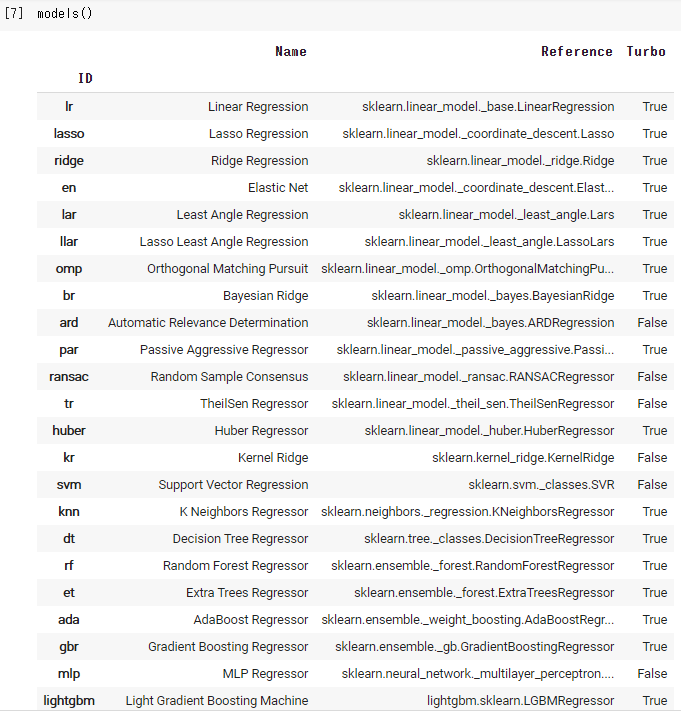 [7] models()
Name Reference Turbo
ID
lr Linear Regression sklearn.linear_model._base.LinearRegression True
lasso Lasso Regression sklearn.linear_model._coordinate_descent.Lasso True
ridge Ridge Regression sklearn.linear_model._ridge.Ridge True
en Elastic Net sklearn.linear_model._coordinate_descent.Elast... True
lar Least Angle Regression sklearn.linear_model._least_angle.Lars True
llar Lasso Least Angle Regression sklearn.linear_model._least_angle.LassoLars True
omp Orthogonal Matching Pursuit sklearn.linear_model._omp.OrthogonalMatchingPu... True
br Bayesian Ridge sklearn.linear_model._bayes.BayesianRidge True
ard Automatic Relevance Determination sklearn.linear_model._bayes.ARDRegression False
par Passive Aggressive Regressor sklearn.linear_model._passive_aggressive.Passi... True
ransac Random Sample Consensus sklearn.linear_model._ransac.RANSACRegressor False
tr TheilSen Regressor sklearn.linear_model._theil_sen.TheilSenRegressor False
huber Huber Regressor sklearn.linear_model._huber.HuberRegressor True
kr Kernel Ridge sklearn.kernel_ridge.KernelRidge False
svm Support Vector Regression sklearn.svm._classes.SVR False
knn K Neighbors Regressor sklearn.neighbors._regression.KNeighborsRegressor True
dt Decision Tree Regressor sklearn.tree._classes.DecisionTreeRegressor True
rf Random Forest Regressor sklearn.ensemble._forest.RandomForestRegressor True
et Extra Trees Regressor sklearn.ensemble._forest.ExtraTreesRegressor True
ada AdaBoost Regressor sklearn.ensemble._weight_boosting.AdaBoostRegr... True
gbr Gradient Boosting Regressor sklearn.ensemble._gb.GradientBoostingRegressor True
mlp MLP Regressor sklearn.neural_network._multilayer_perceptron.... False
lightgbm Light Gradient Boosting Machine lightgbm.sklearn.LGBMRegressor True